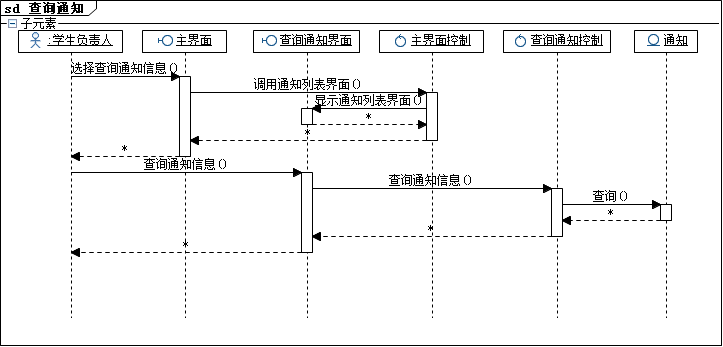 sd 查询通知
子元素
:学生负责人
主界面
查询通知界面
主界面控制
查询通知控制
通知
选择查询通知信息()
调用通知列表界面()
显示通知列表界面()
*
*
*
查询通知信息()
查询通知信息()
查询()
*
*
*